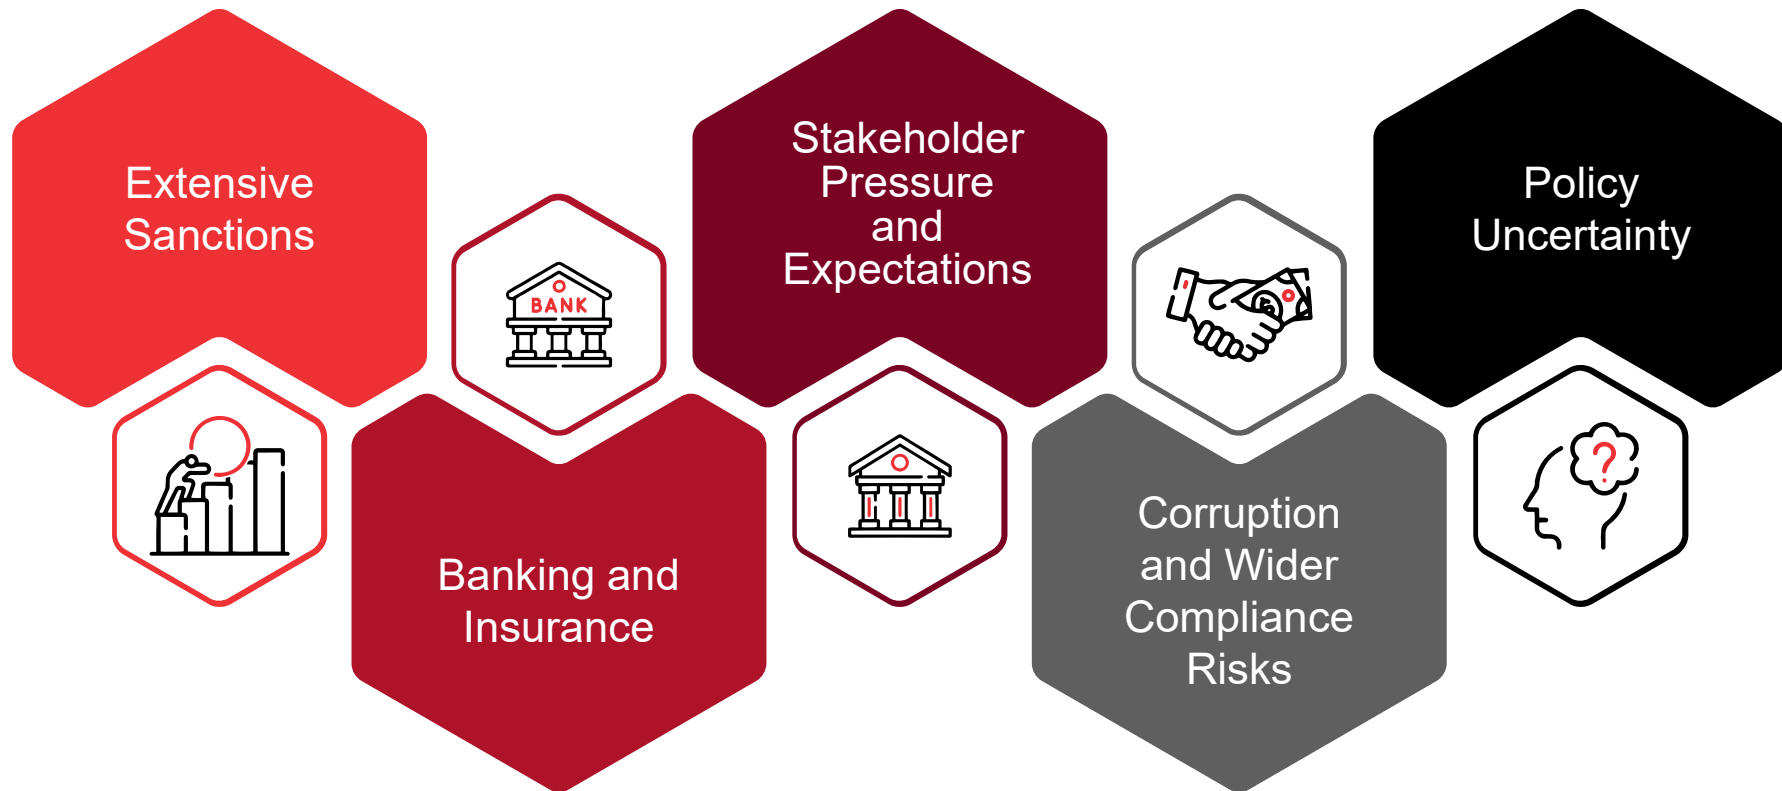 Extensive
Sanctions
BANK
Banking and
Insurance
Stakeholder
Pressure
and
Expectations
Corruption
and Wider
Compliance
Risks
Policy
Uncertainty
?